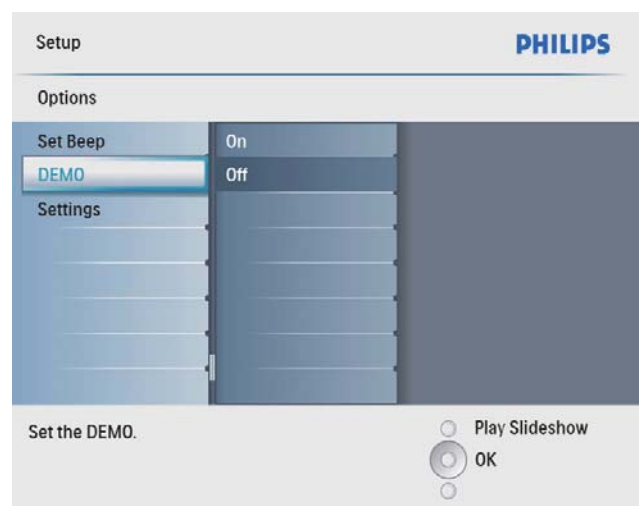 Setup
PHILIPS
Options
Set Beep
On
DEMO
Off
Settings
Set the DEMO.
Play Slideshow
OK